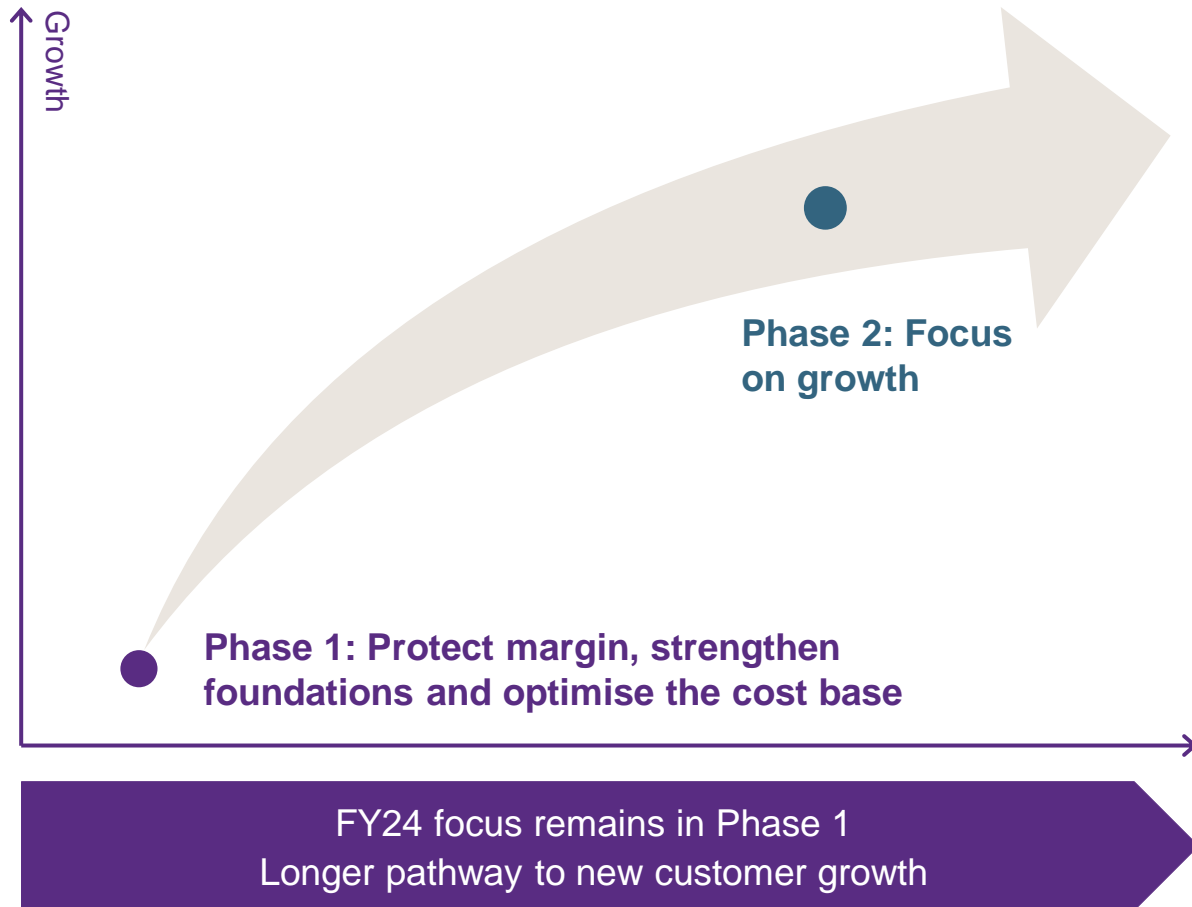 Growth
Phase 2: Focus
on growth
Phase 1: Protect margin, strengthen
foundations and optimise the cost base
FY24 focus remains in Phase 1
Longer pathway to new customer growth